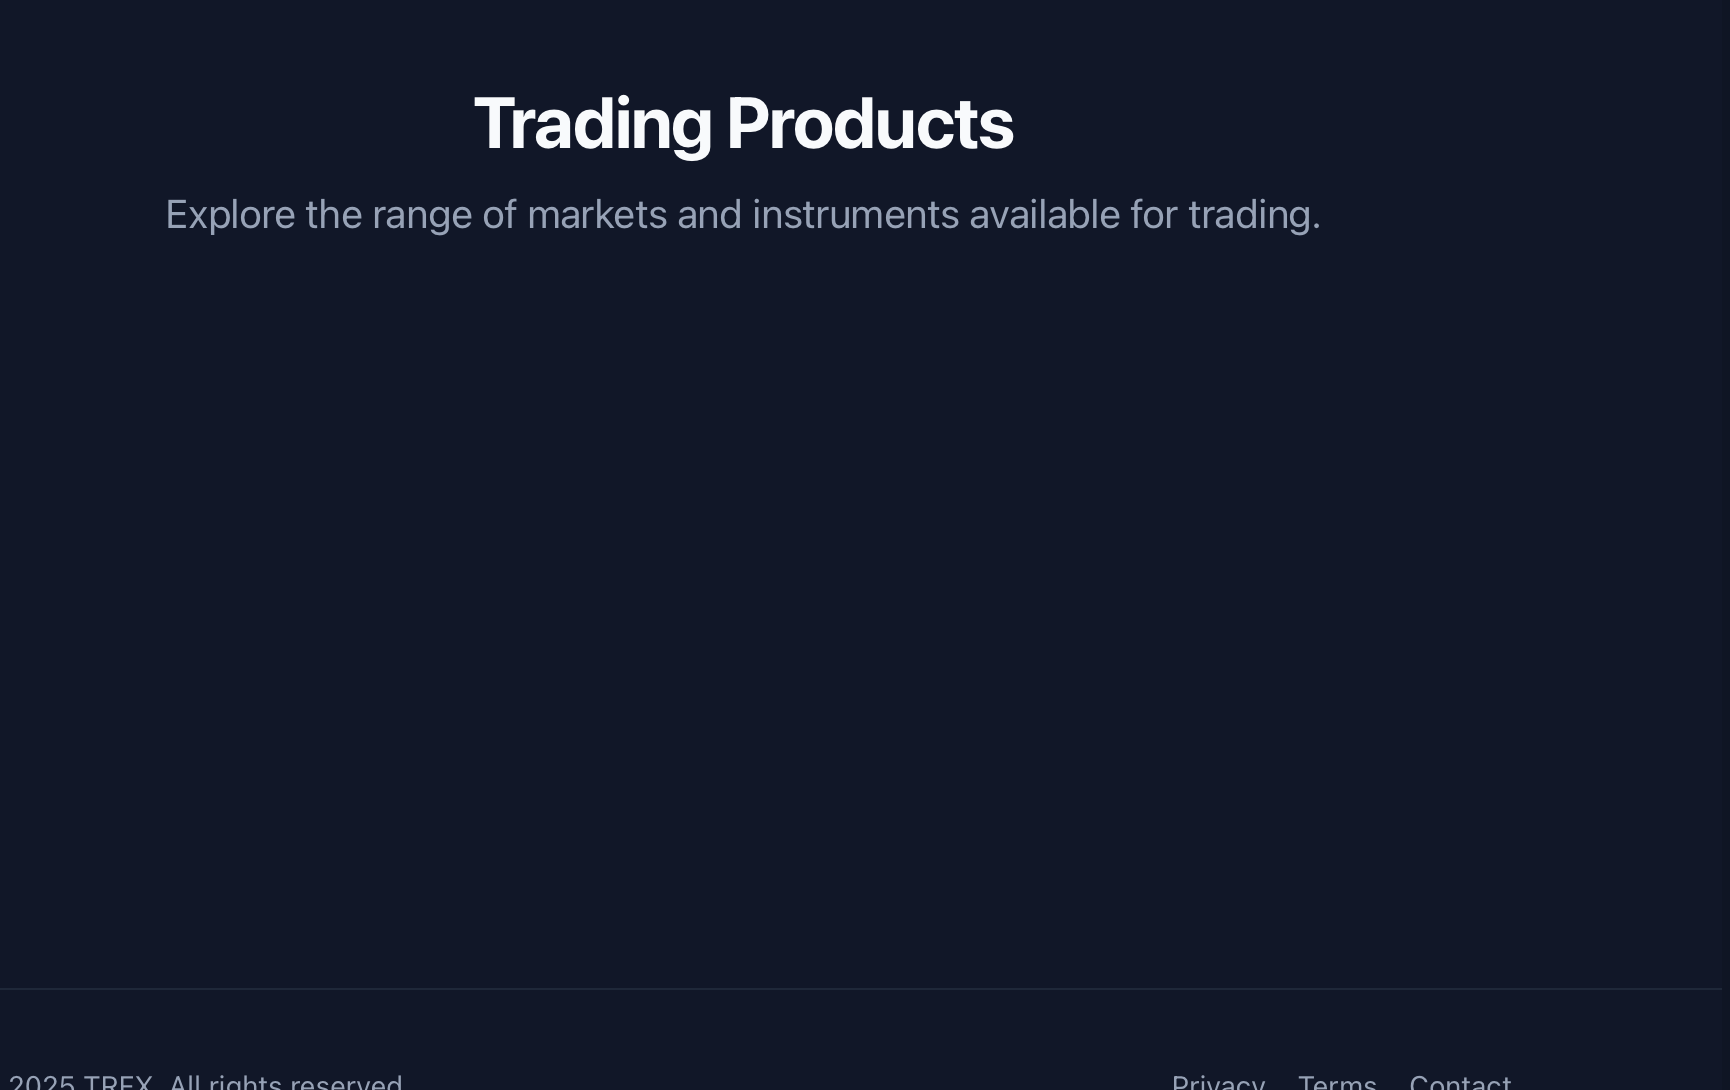 Trading Products
Explore the range of markets and instruments available for trading.
2025 TREX. All rights reserved.
Privacy Terms Contact